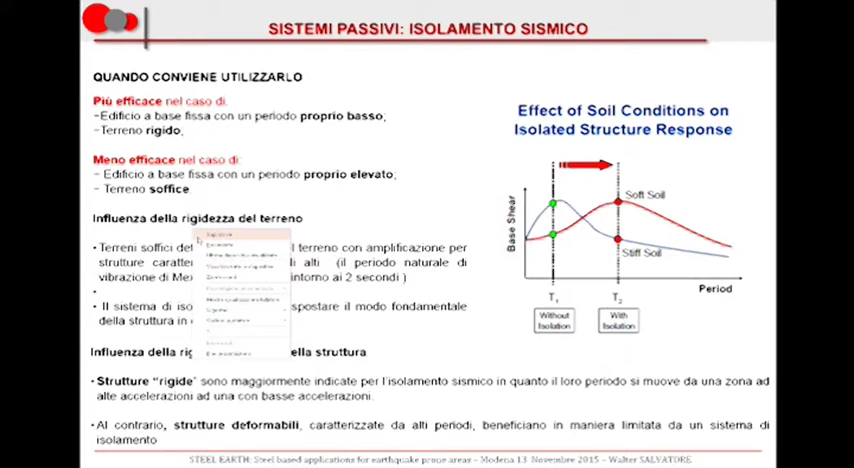 SISTEMI PASSIVI: ISOLAMENTO SISMICO
QUANDO CONVIENE UTILIZZARLO
Più efficace nel caso di:
-Edificio a base fissa con un periodo proprio basso;
-Terreno rigido;
Meno efficace nel caso di:
- Edificio a base fissa con un periodo proprio elevato;
- Terreno soffice.
Influenza della rigidezza del terreno
• Terreni soffici l terreno con amplificazione per
strutture li alti (il periodo naturale di
vibrazione di intorno ai 2 secondi )
•
• Il sistema di spostare il modo fondamentale
della struttura in
Influenza della ella struttura
• Strutture “rigide” sono maggiormente indicate per l'isolamento sismico in quanto il loro periodo si muove da una zona ad
alte accelerazioni ad una con basse accelerazioni.
• Al contrario, strutture deformabili, caratterizzate da alti periodi, beneficiano in maniera limitata da un sistema di
isolamento
Effect of Soil Conditions on
Isolated Structure Response
Base Shear
Soft Soil
Stiff Soil
Period
T1
T2
Without
Isolation
With
Isolation
STEEL EARTH: Steel based applications for earthquake prone areas – Modena 13 Novembre 2015 – Walter SALVATORE